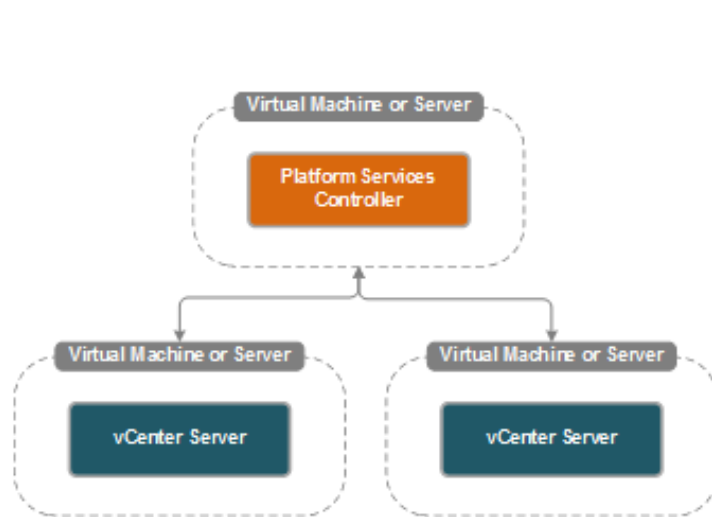 Virtual Machine or Server
Platform Services
Controller
Virtual Machine or Server
Virtual Machine or Server
vCenter Server
vCenter Server